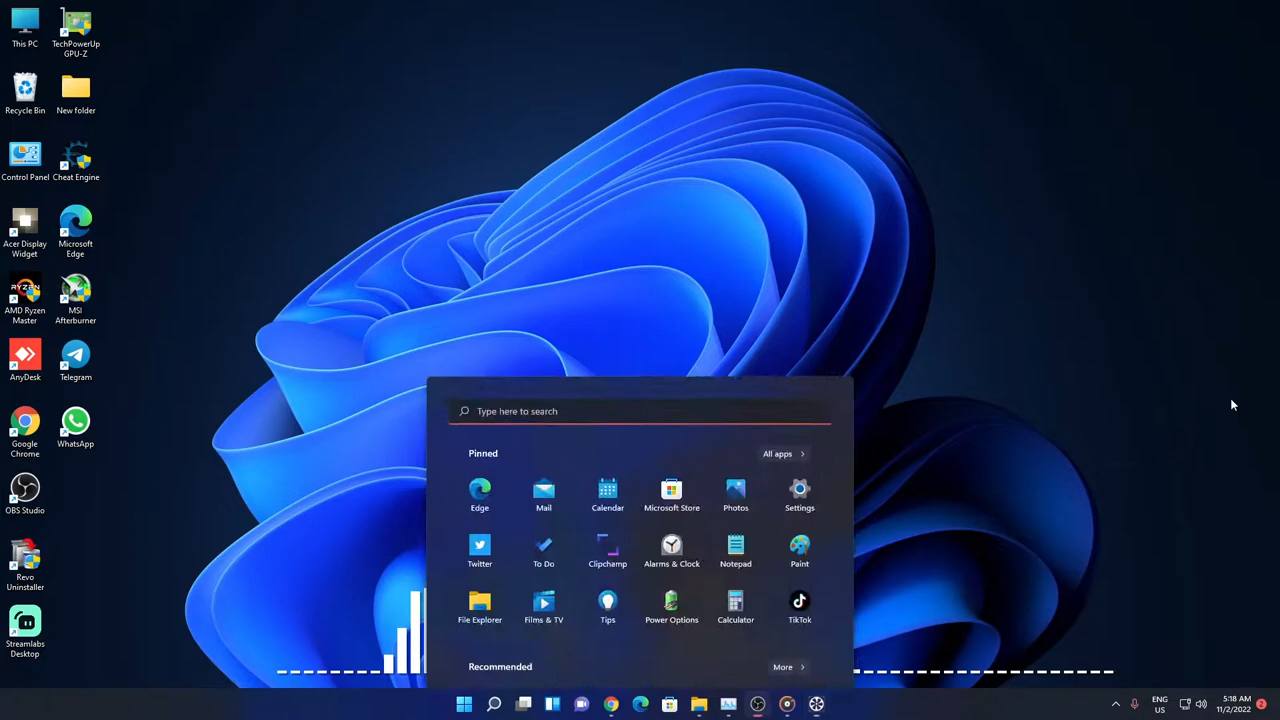 This PC
TechPowerUp
GPU-Z
Recycle Bin
New folder
Control Panel
Cheat Engine
Acer Display
Widget
Microsoft
Edge
RYZEN
AMD Ryzen
Master
MSI
Afterburner
AnyDesk
Telegram
Google
Chrome
WhatsApp
OBS Studio
Revo
Uninstaller
Streamlabs
Desktop
Type here to search
Pinned
All apps
Edge
Mail
Calendar
Microsoft Store
Photos
Settings
Twitter
To Do
Clipchamp
Alarms & Clock
Notepad
Paint
File Explorer
Films & TV
Tips
Power Options
Calculator
TikTok
Recommended
More
ENG
US
5:18 AM
11/2/2022
2